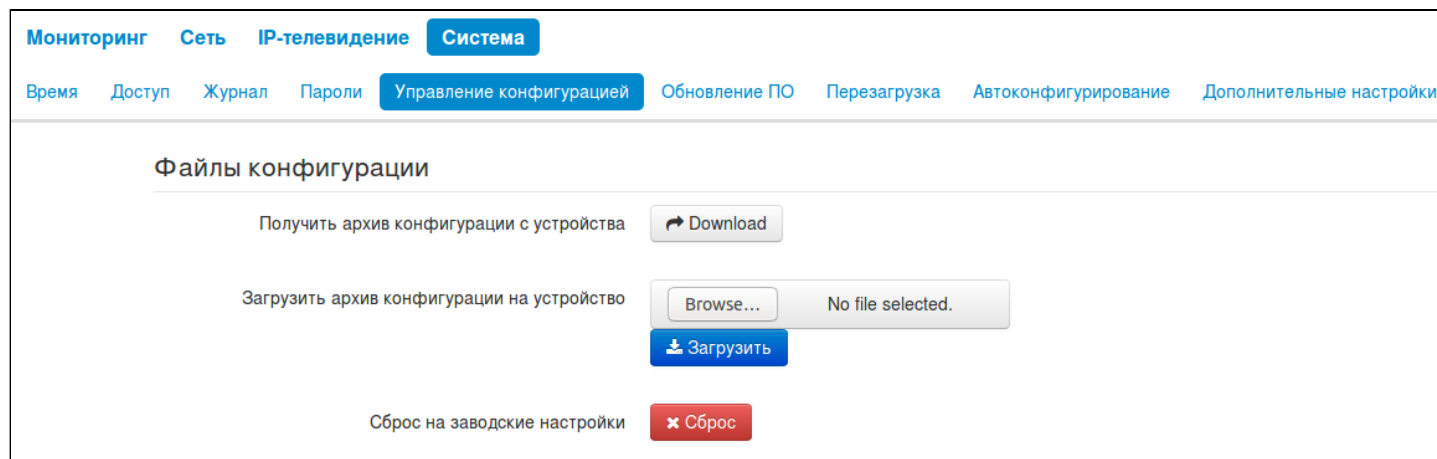 Мониторинг Сеть IP-телевидение Система
Время Доступ Журнал Пароли Управление конфигурацией Обновление ПО Перезагрузка Автоконфигурирование Дополнительные настройки
Файлы конфигурации
Получить архив конфигурации с устройства Download
Загрузить архив конфигурации на устройство Browse... No file selected.
Загрузить
Сброс на заводские настройки Сброс